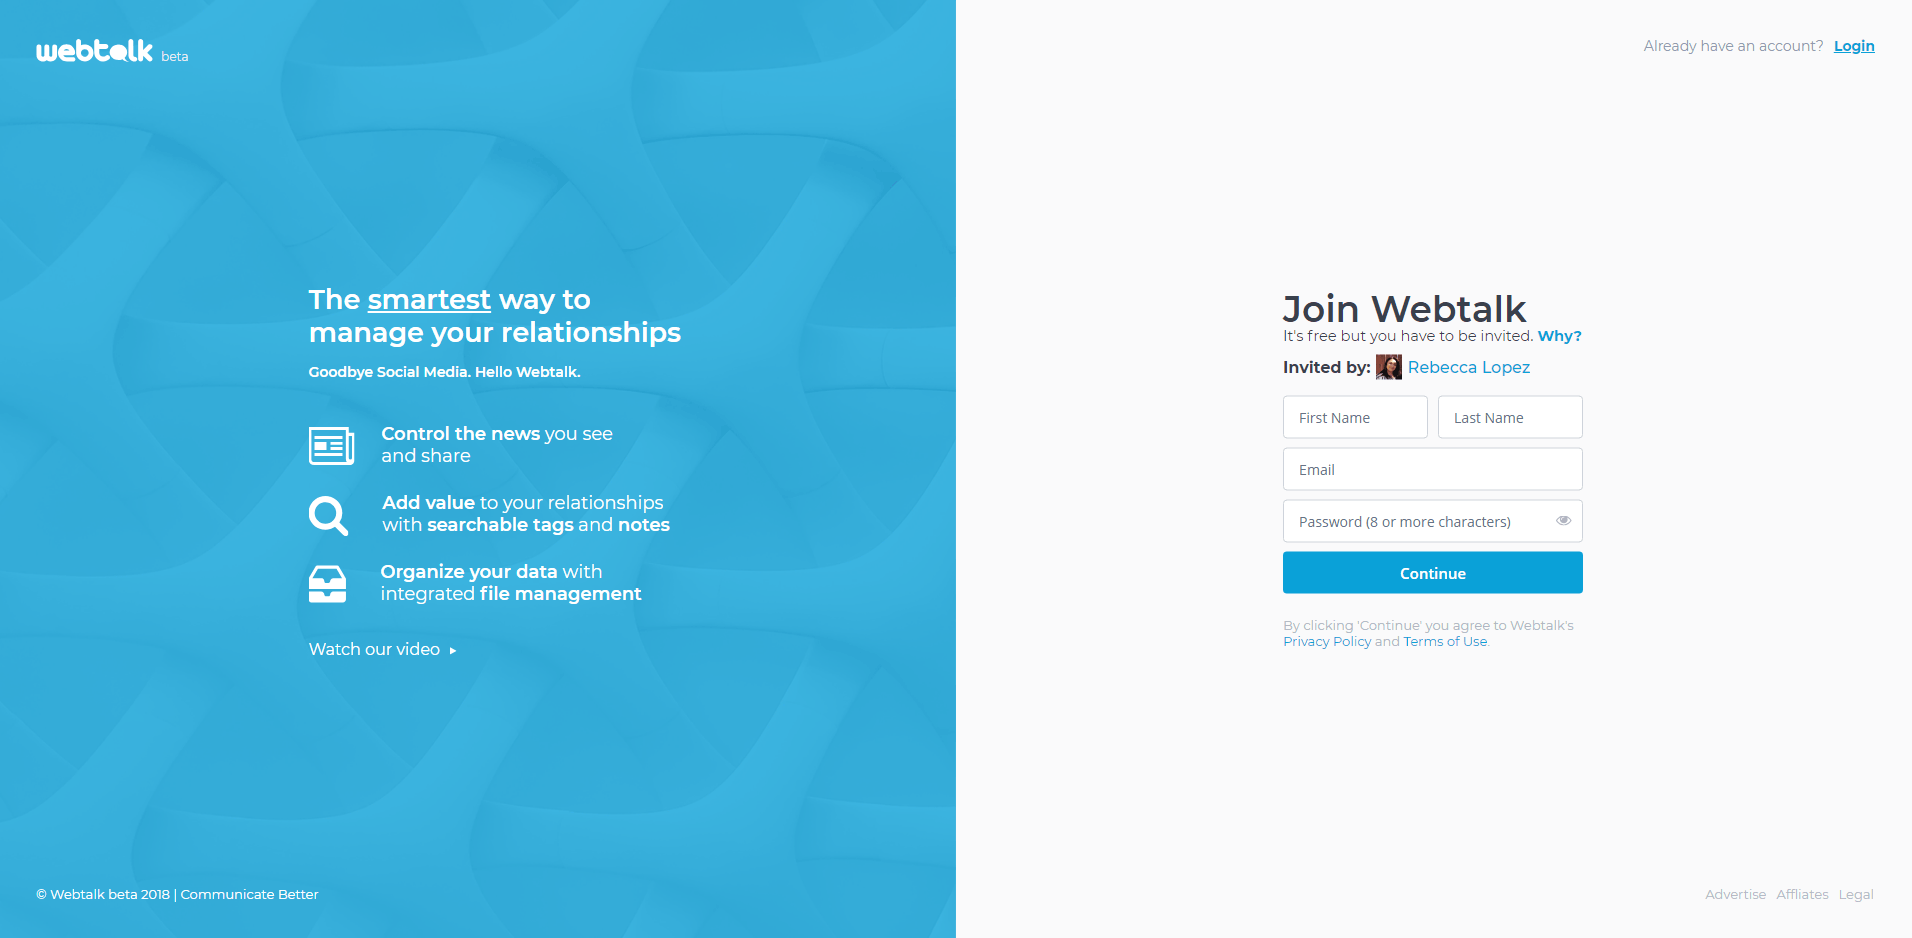 webtalk beta
The smartest way to
manage your relationships
Goodbye Social Media. Hello Webtalk.
Control the news you see
and share
Add value to your relationships
with searchable tags and notes
Organize your data with
integrated file management
Watch our video
© Webtalk beta 2018 | Communicate Better
Already have an account? Login
Join Webtalk
It's free but you have to be invited. Why?
Invited by: Rebecca Lopez
First Name Last Name
Email
Password (8 or more characters)
Continue
By clicking 'Continue' you agree to Webtalk's
Privacy Policy and Terms of Use.
Advertise Affliates Legal